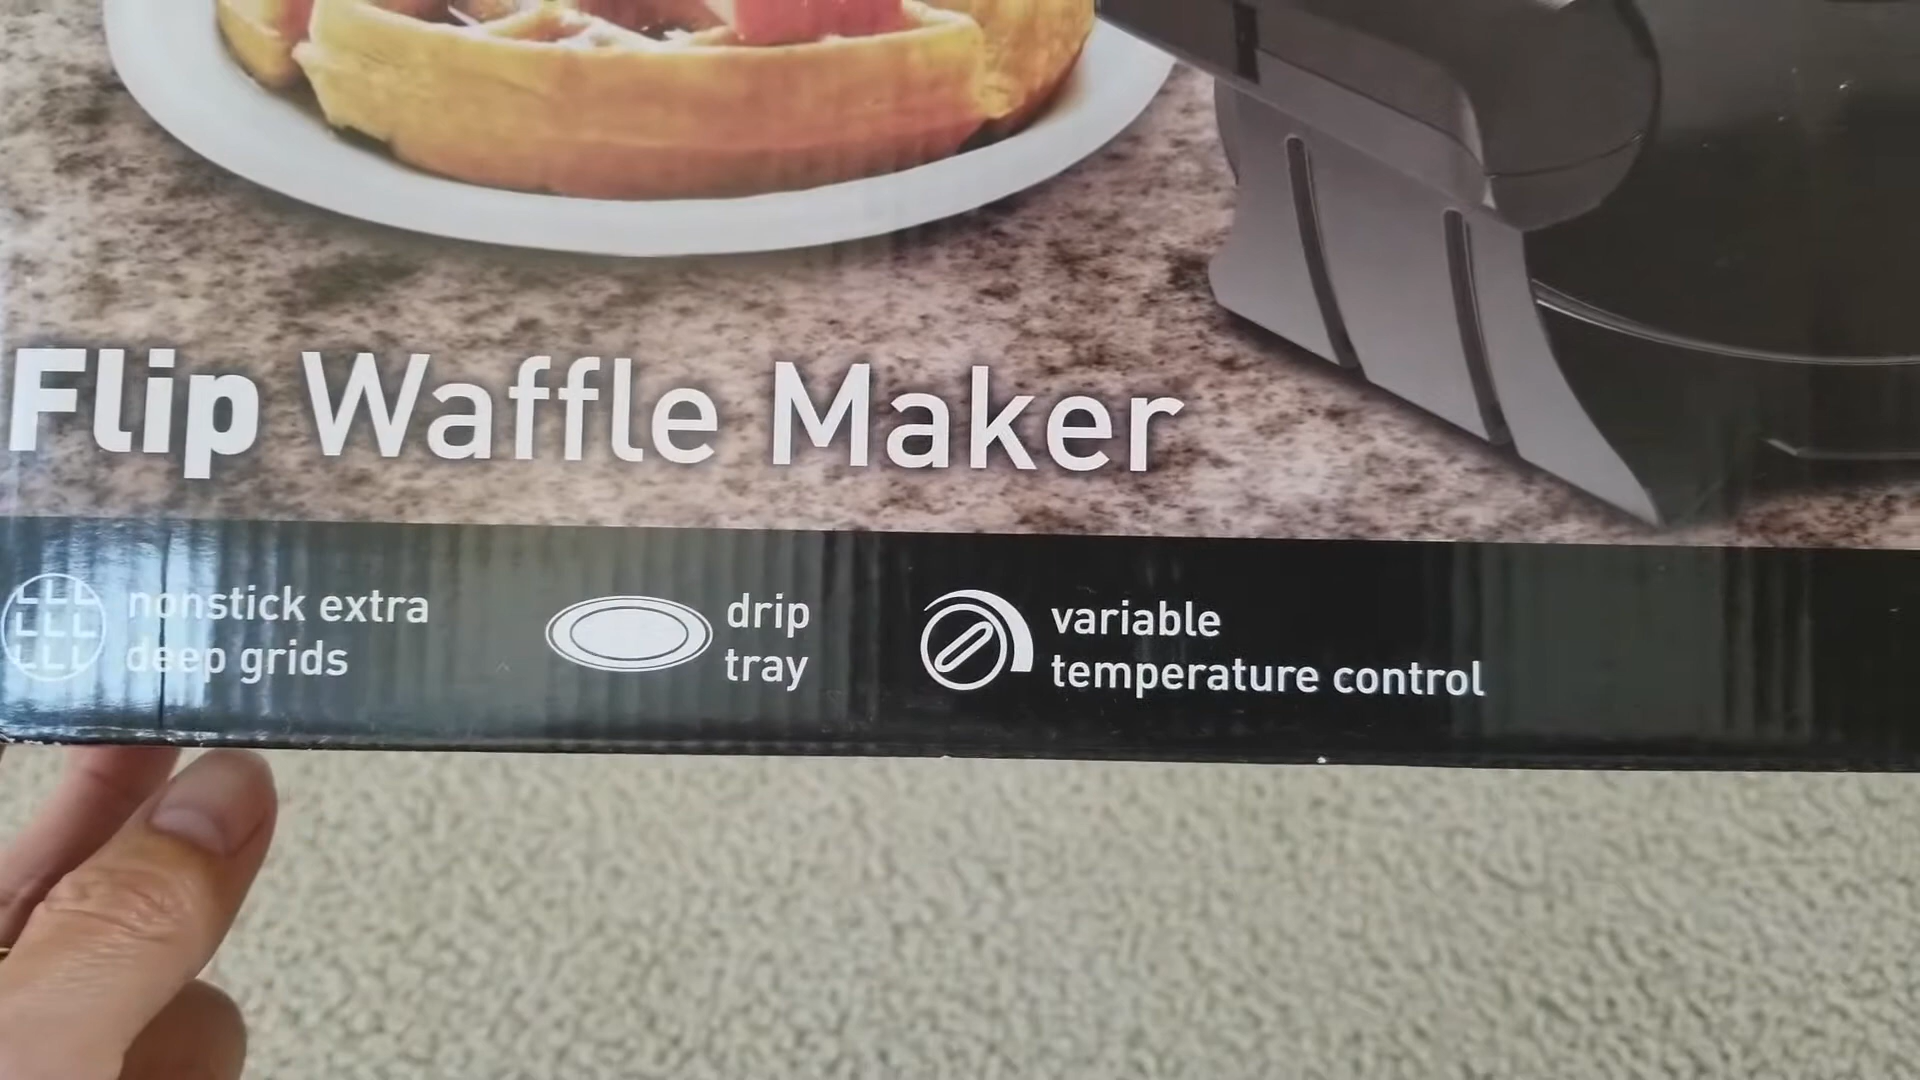 Flip Waffle Maker
nonstick extra
deep grids
drip
tray
variable
temperature control